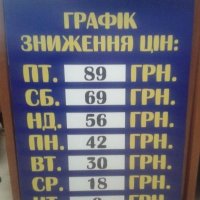 ГРАФІК
ЗНИЖЕННЯ ЦІН:
ПТ. 89 ГРН.
СБ. 69 ГРН.
НД. 56 ГРН.
ПН. 42 ГРН.
ВТ. 30 ГРН.
СР. 18 ГРН.